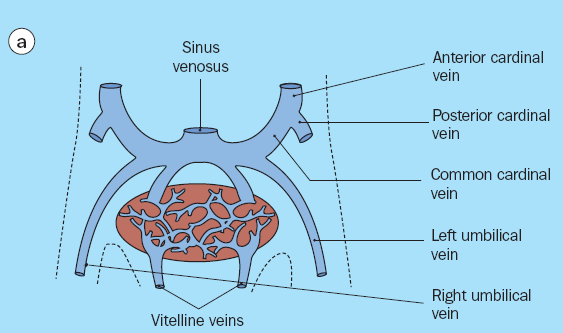 a
Sinus
venosus
Anterior cardinal
vein
Posterior cardinal
vein
Common cardinal
vein
Left umbilical
vein
Right umbilical
vein
Vitelline veins